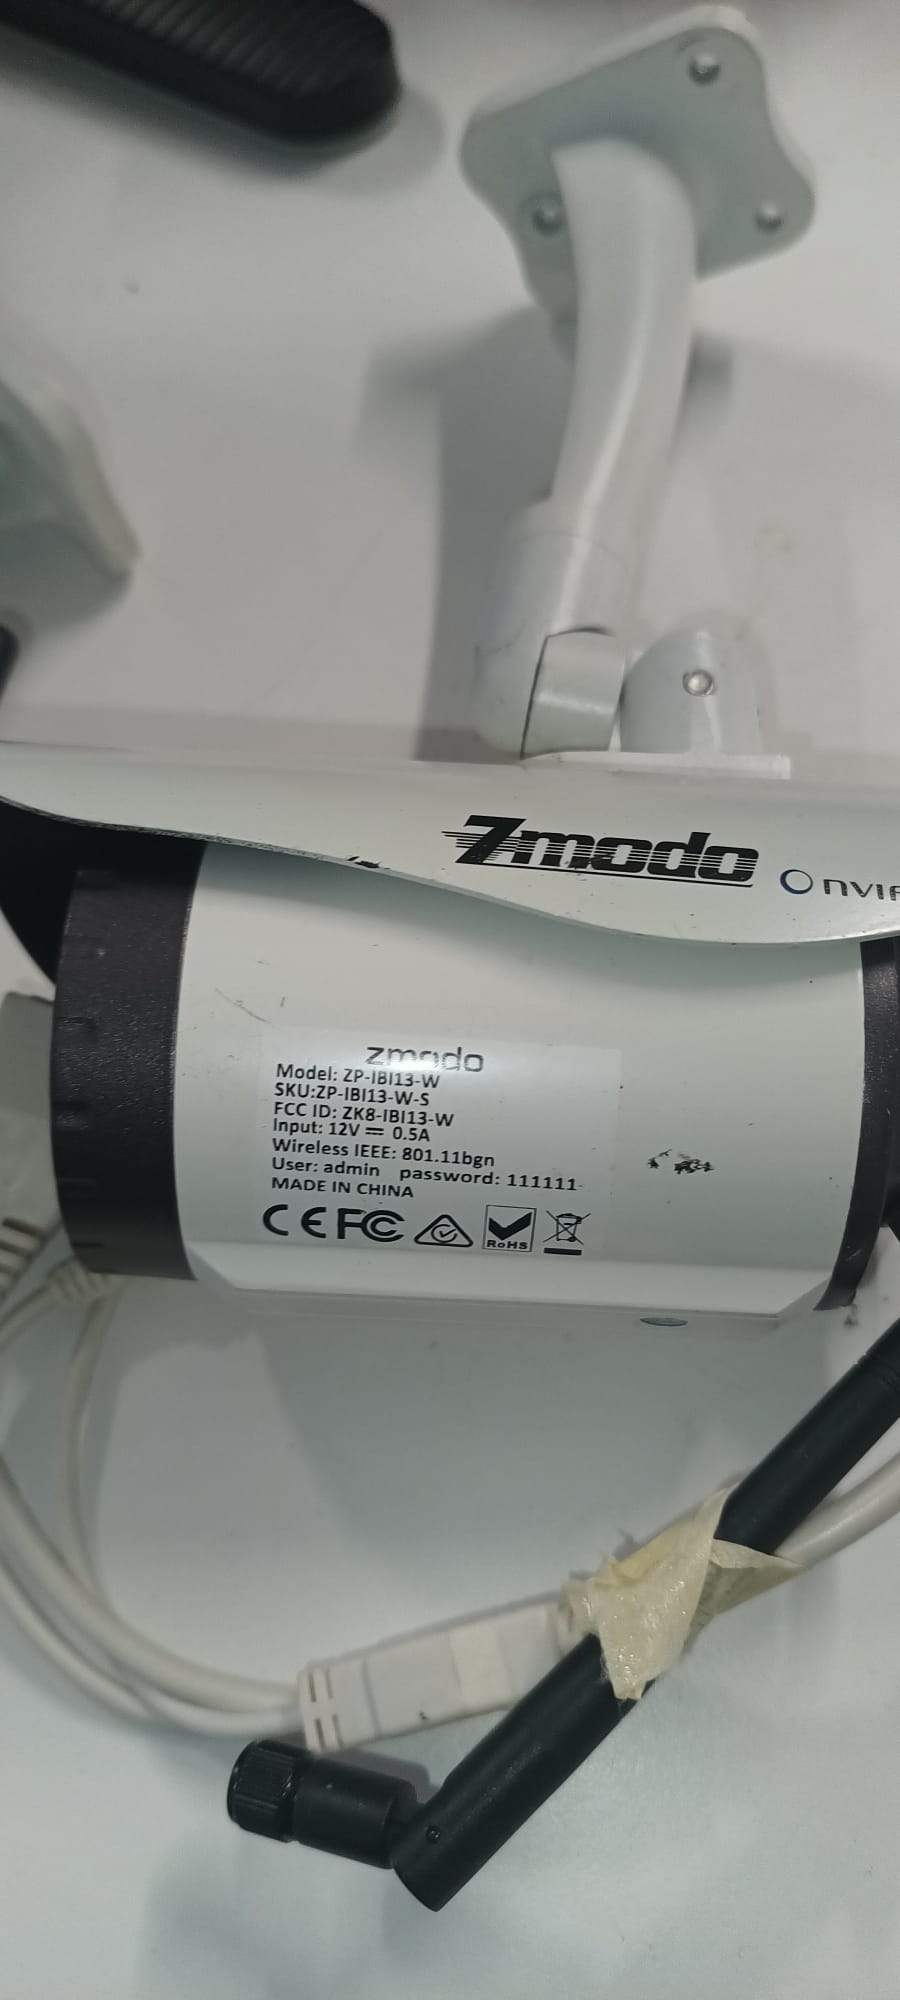 Zmodo ONVIF
zmodo
Model: ZP-IBI13-W
SKU:ZP-IBI13-W-S
FCC ID: ZK8-IBI13-W
Input: 12V ⎓ 0.5A
Wireless IEEE: 801.11bgn
User: admin password: 111111
MADE IN CHINA
CE FC RoHS